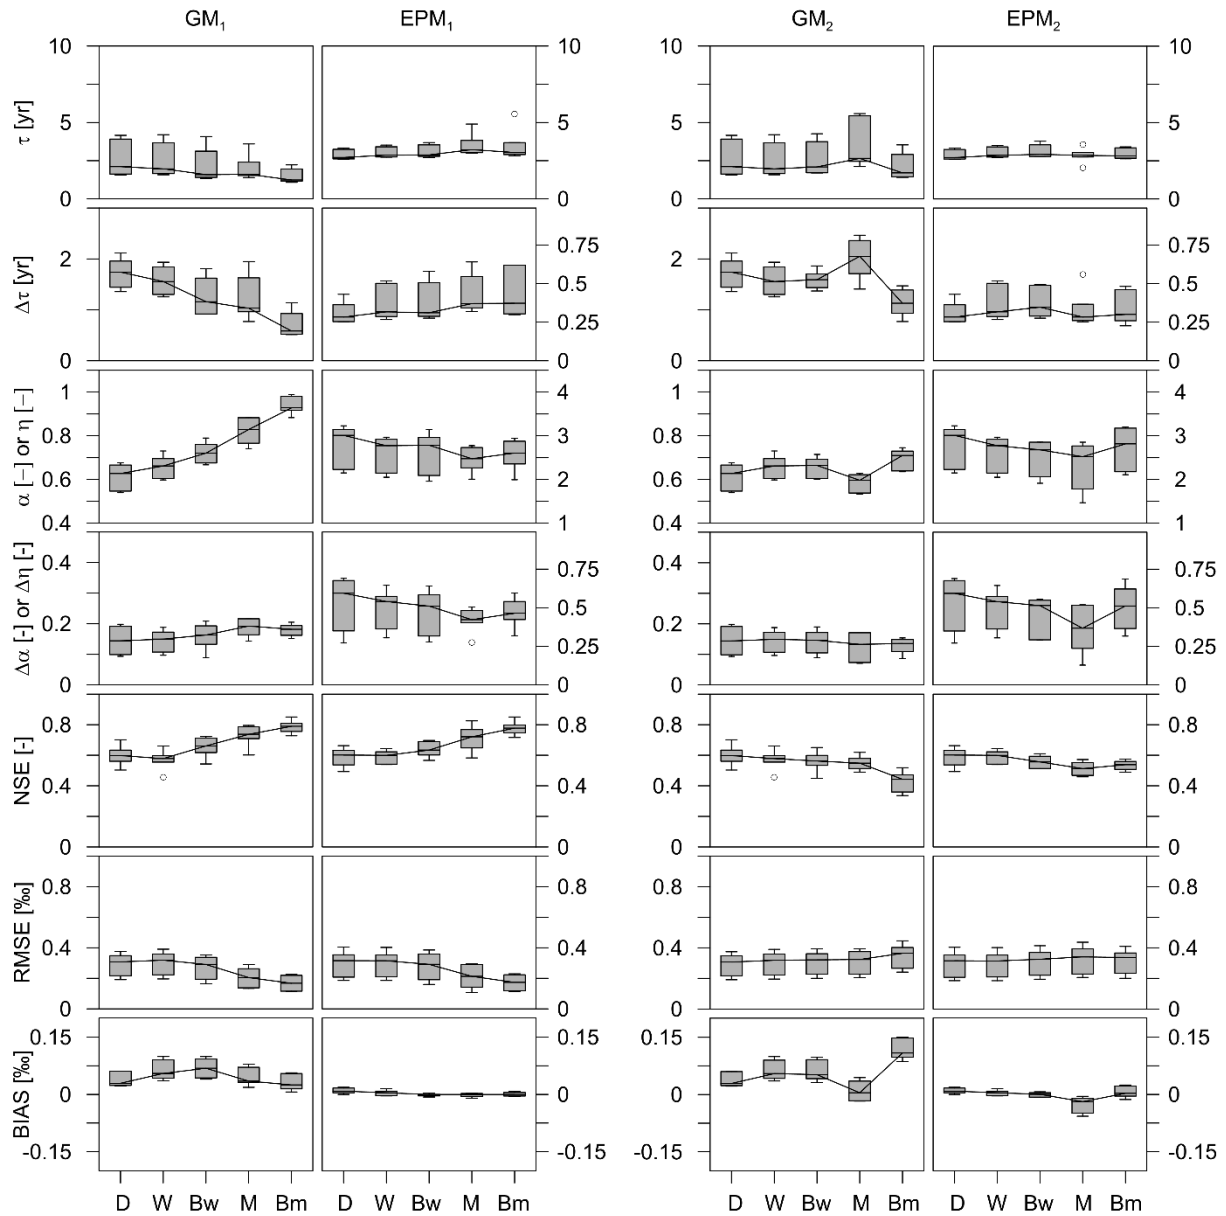 GM₁ EPM₁ GM₂ EPM₂
τ [yr]
10 10 10 10
5 5 5 5
0 0 0 0
Δτ [yr]
2 0.75 2 0.75
0.5 0.5
0.25 0.25
0 0 0 0
α [−] or η [−]
1 4 1 4
0.8 3 0.8 3
0.6 2 0.6 2
0.4 1 0.4 1
Δα [-] or Δη [-]
0.4 0.75 0.4 0.75
0.2 0.5 0.2 0.5
0.25 0.25
0 0 0 0
NSE [-]
0.8 0.8 0.8 0.8
0.4 0.4 0.4 0.4
0 0 0 0
RMSE [‰]
0.8 0.8 0.8 0.8
0.4 0.4 0.4 0.4
0 0 0 0
BIAS [‰]
0.15 0.15 0.15 0.15
0 0 0 0
-0.15 -0.15 -0.15 -0.15
D W Bw M Bm D W Bw M Bm D W Bw M Bm D W Bw M Bm